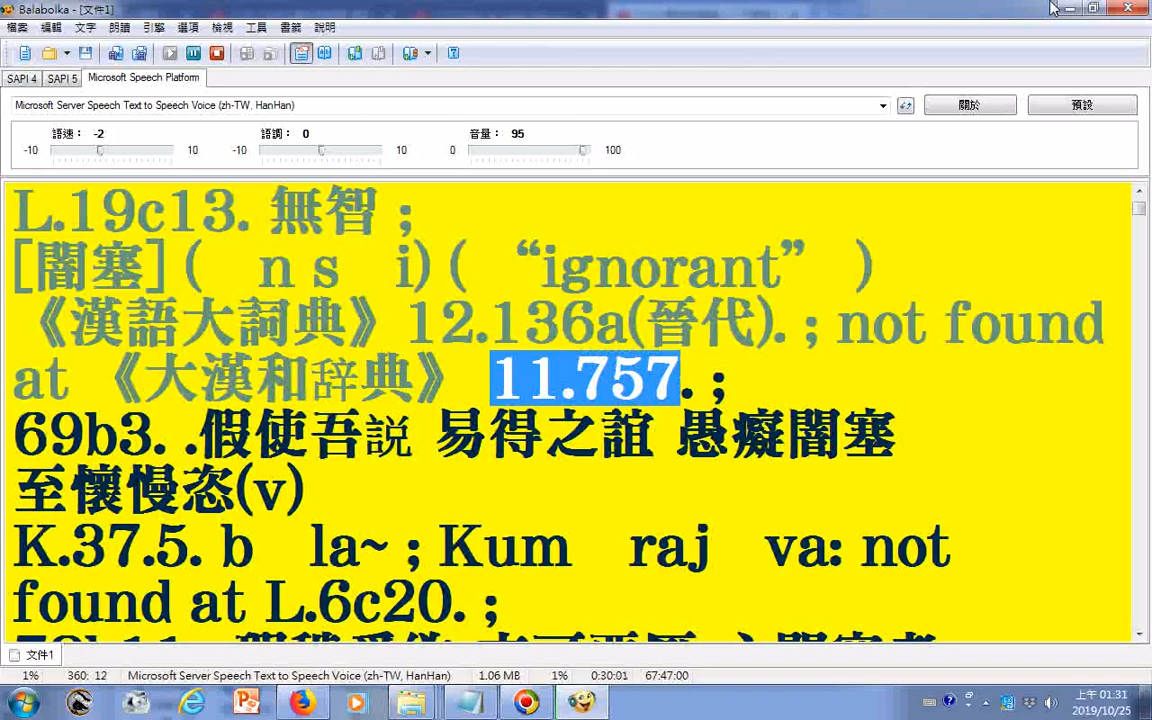 Balabolka - [文件1]
檔案 編輯 文字 朗讀 引擎 選項 檢視 工具 書籤 說明
SAPI 4 SAPI 5 Microsoft Speech Platform
Microsoft Server Speech Text to Speech Voice (zh-TW, HanHan) 關於 預設
語速： -2 語調： 0 音量： 95
-10 10 -10 10 0 100
L.19c13. 無智 ;
[闇塞] ( n s i) ( “ignorant” )
《漢語大詞典》12.136a(晉代). ; not found
at 《大漢和辞典》 11.757. ;
69b3. .假使吾説 易得之誼 愚癡闇塞
至懷慢恣(v)
K.37.5. b la~ ; Kum raj va: not
found at L.6c20. ;
文件1
1% 360: 12 Microsoft Server Speech Text to Speech Voice (zh-TW, HanHan) 1.06 MB 1% 0:30:01 67:47:00
上午 01:31
2019/10/25